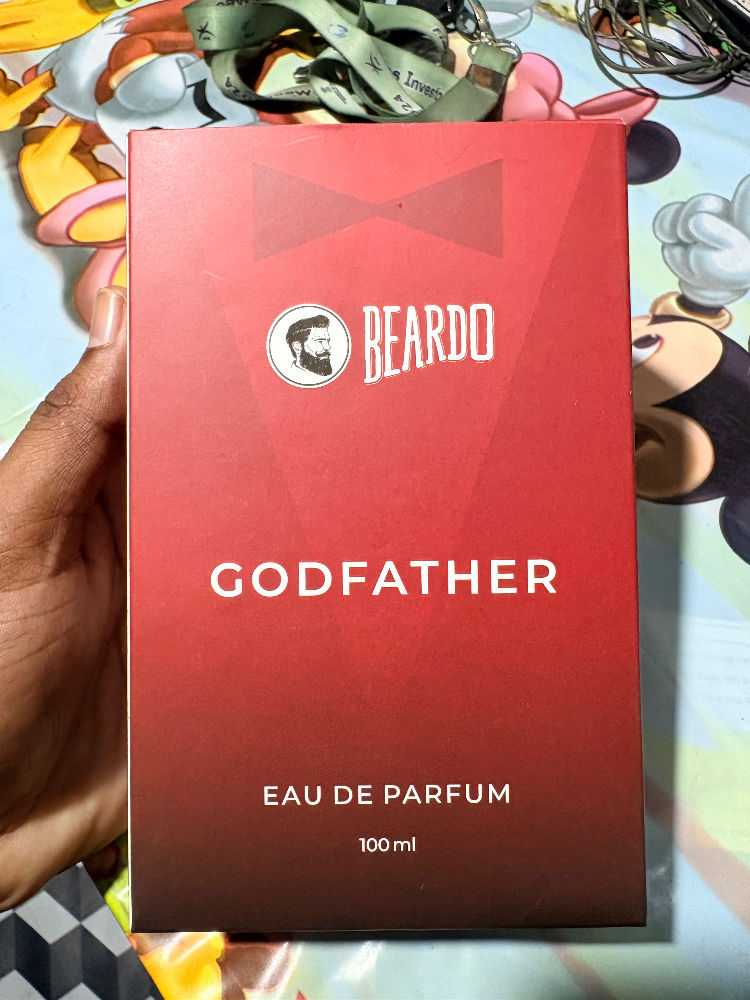 BEARDO
GODFATHER
EAU DE PARFUM
100 ml